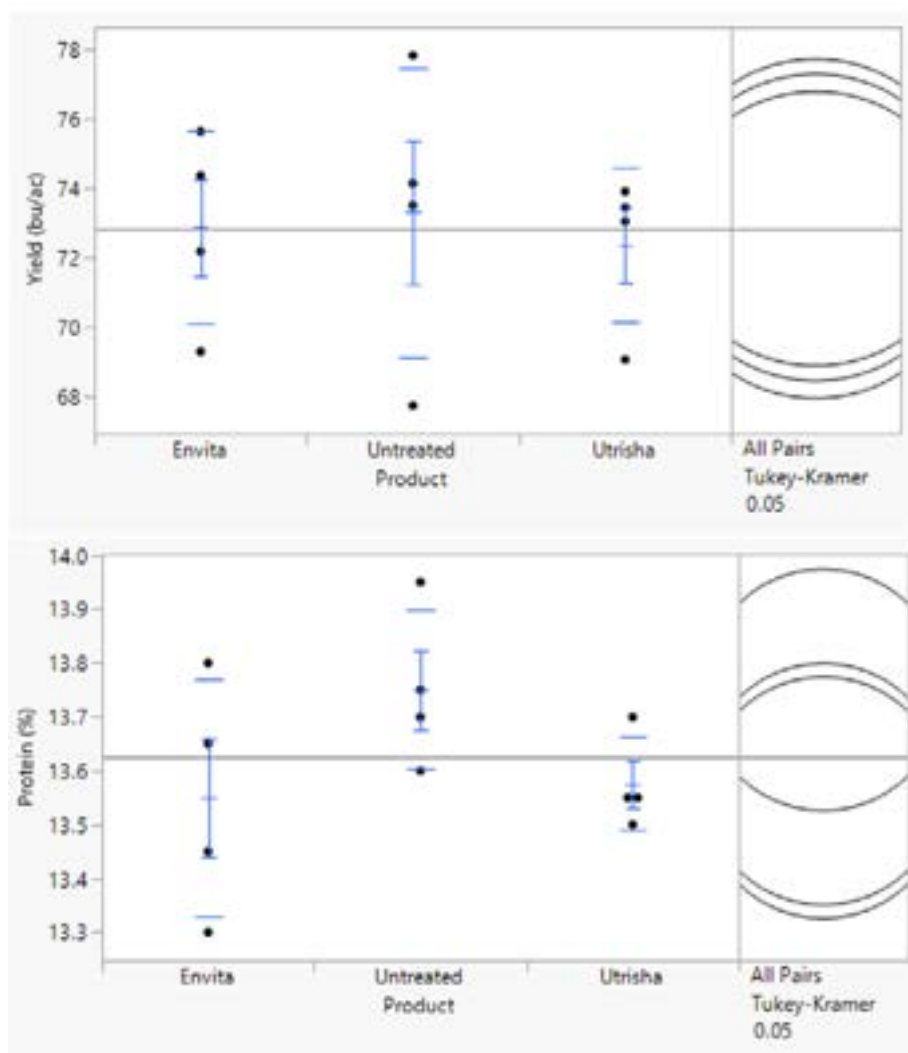 Yield (bu/ac)
78
76
74
72
70
68
Envita
Untreated
Utrisha
Product
All Pairs
Tukey-Kramer
0.05
Protein (%)
14.0
13.9
13.8
13.7
13.6
13.5
13.4
13.3
Envita
Untreated
Utrisha
Product
All Pairs
Tukey-Kramer
0.05